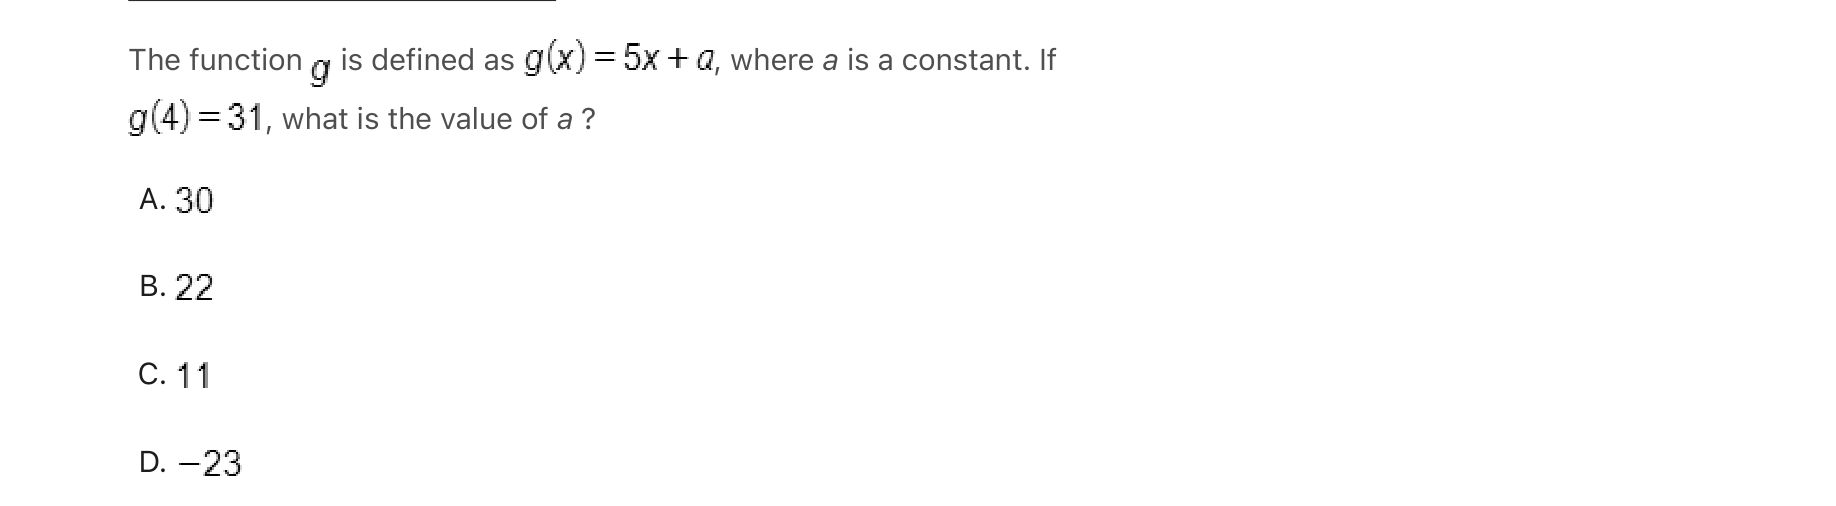 The function g is defined as g(x) = 5x + a, where a is a constant. If
g(4) = 31, what is the value of a ?
A. 30
B. 22
C. 11
D. −23